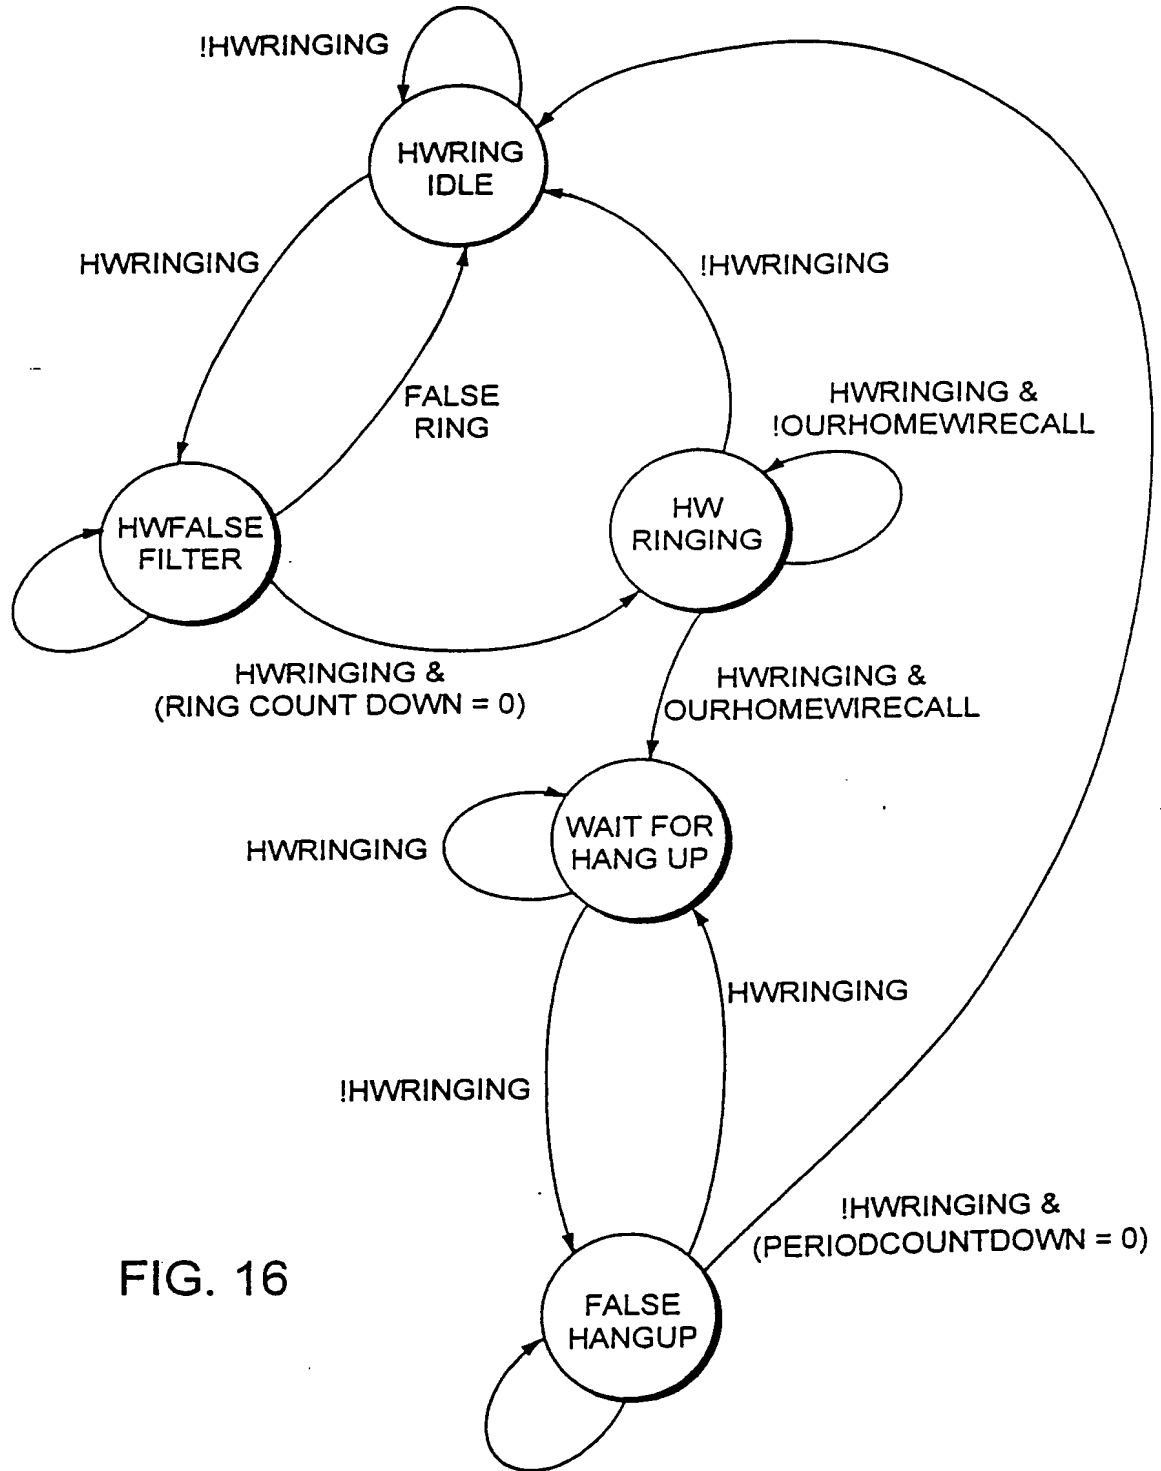 !HWRINGING
HWRING
IDLE
HWRINGING
!HWRINGING
FALSE
RING
HWRINGING &
!OURHOMEWIRECALL
HWFALSE
FILTER
HW
RINGING
HWRINGING &
(RING COUNT DOWN = 0)
HWRINGING &
OURHOMEWIRECALL
WAIT FOR
HANG UP
HWRINGING
HWRINGING
!HWRINGING
!HWRINGING &
(PERIODCOUNTDOWN = 0)
FIG. 16
FALSE
HANGUP